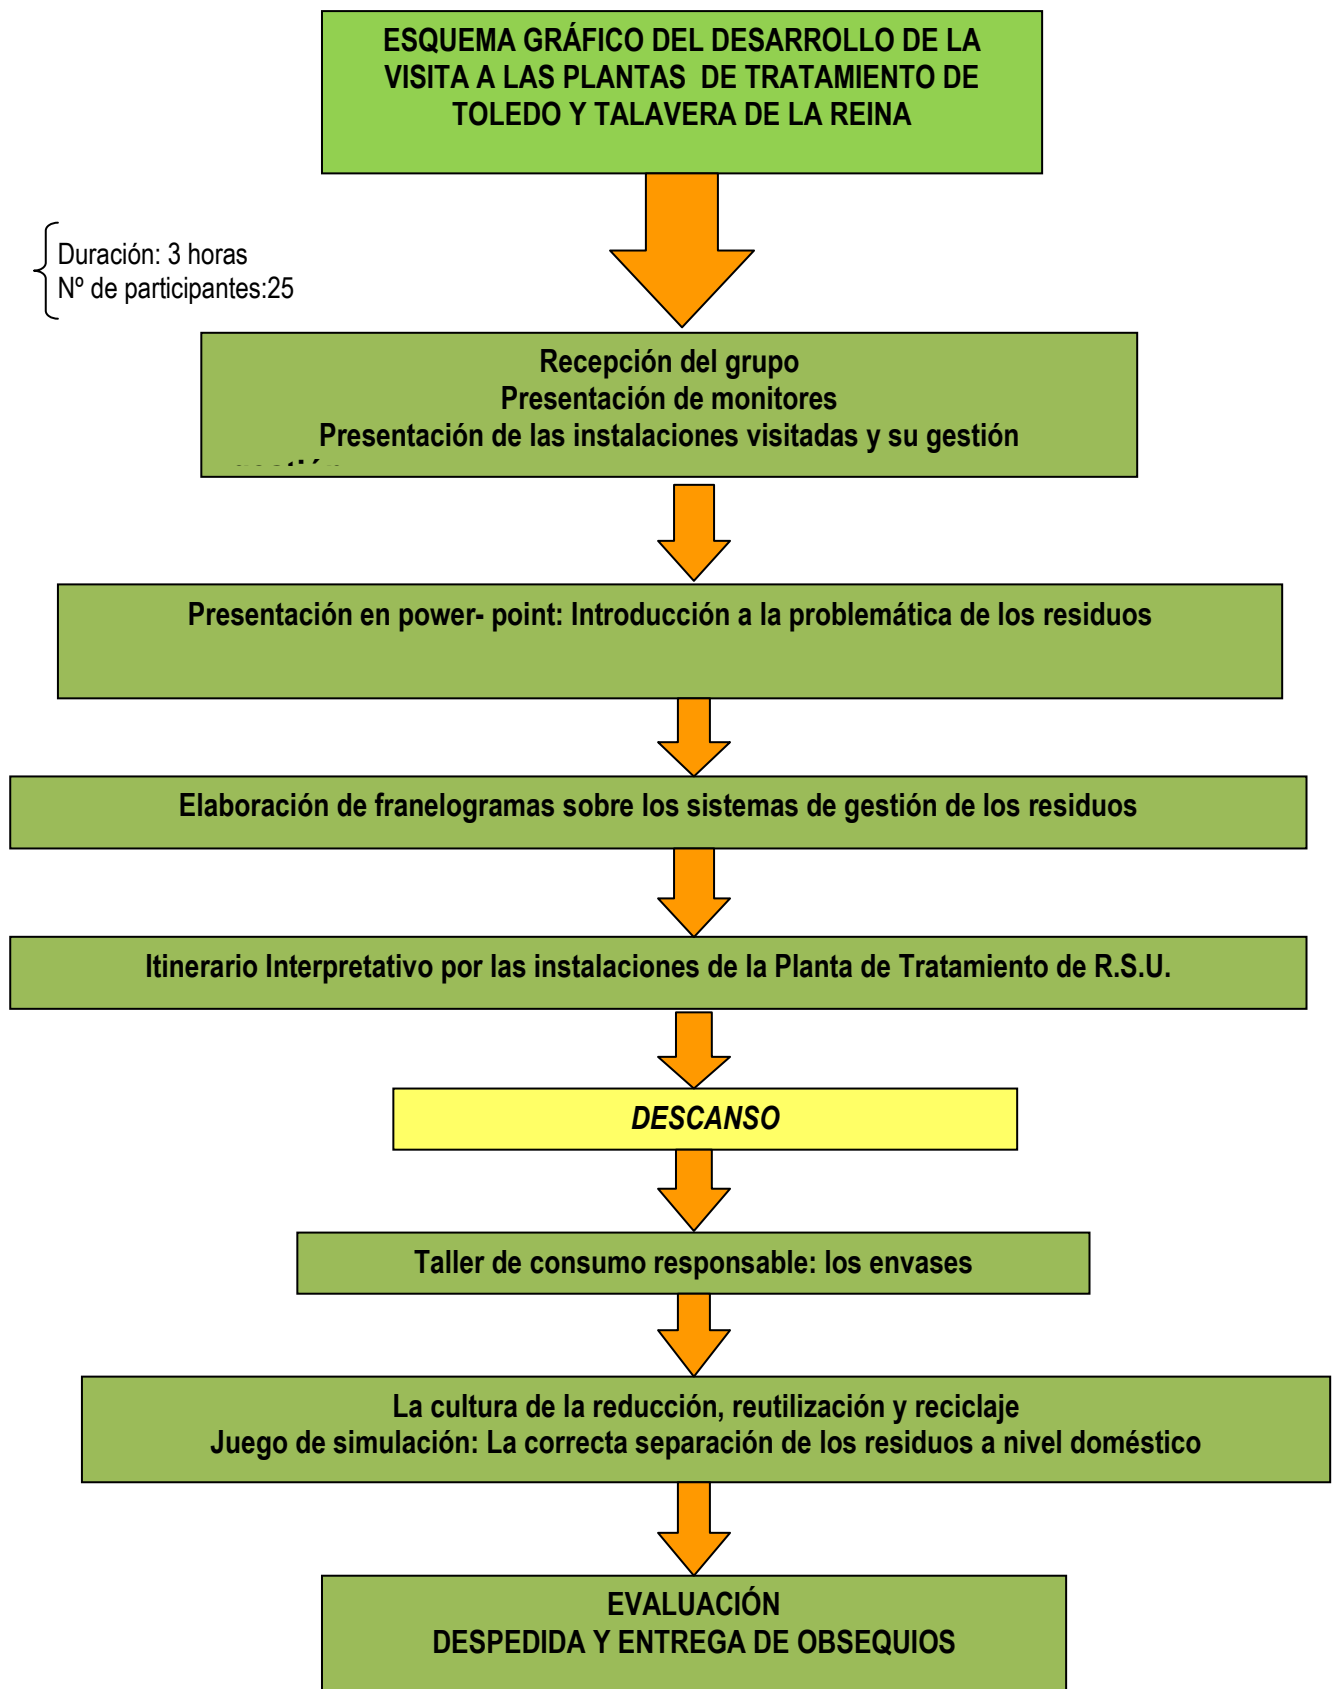 ESQUEMA GRÁFICO DEL DESARROLLO DE LA
VISITA A LAS PLANTAS DE TRATAMIENTO DE
TOLEDO Y TALAVERA DE LA REINA
Duración: 3 horas
Nº de participantes:25
Recepción del grupo
Presentación de monitores
Presentación de las instalaciones visitadas y su gestión
Presentación en power- point: Introducción a la problemática de los residuos
Elaboración de franelogramas sobre los sistemas de gestión de los residuos
Itinerario Interpretativo por las instalaciones de la Planta de Tratamiento de R.S.U.
DESCANSO
Taller de consumo responsable: los envases
La cultura de la reducción, reutilización y reciclaje
Juego de simulación: La correcta separación de los residuos a nivel doméstico
EVALUACIÓN
DESPEDIDA Y ENTREGA DE OBSEQUIOS